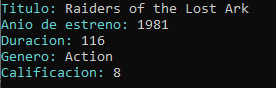 Titulo: Raiders of the Lost Ark
Anio de estreno: 1981
Duracion: 116
Genero: Action
Calificacion: 8